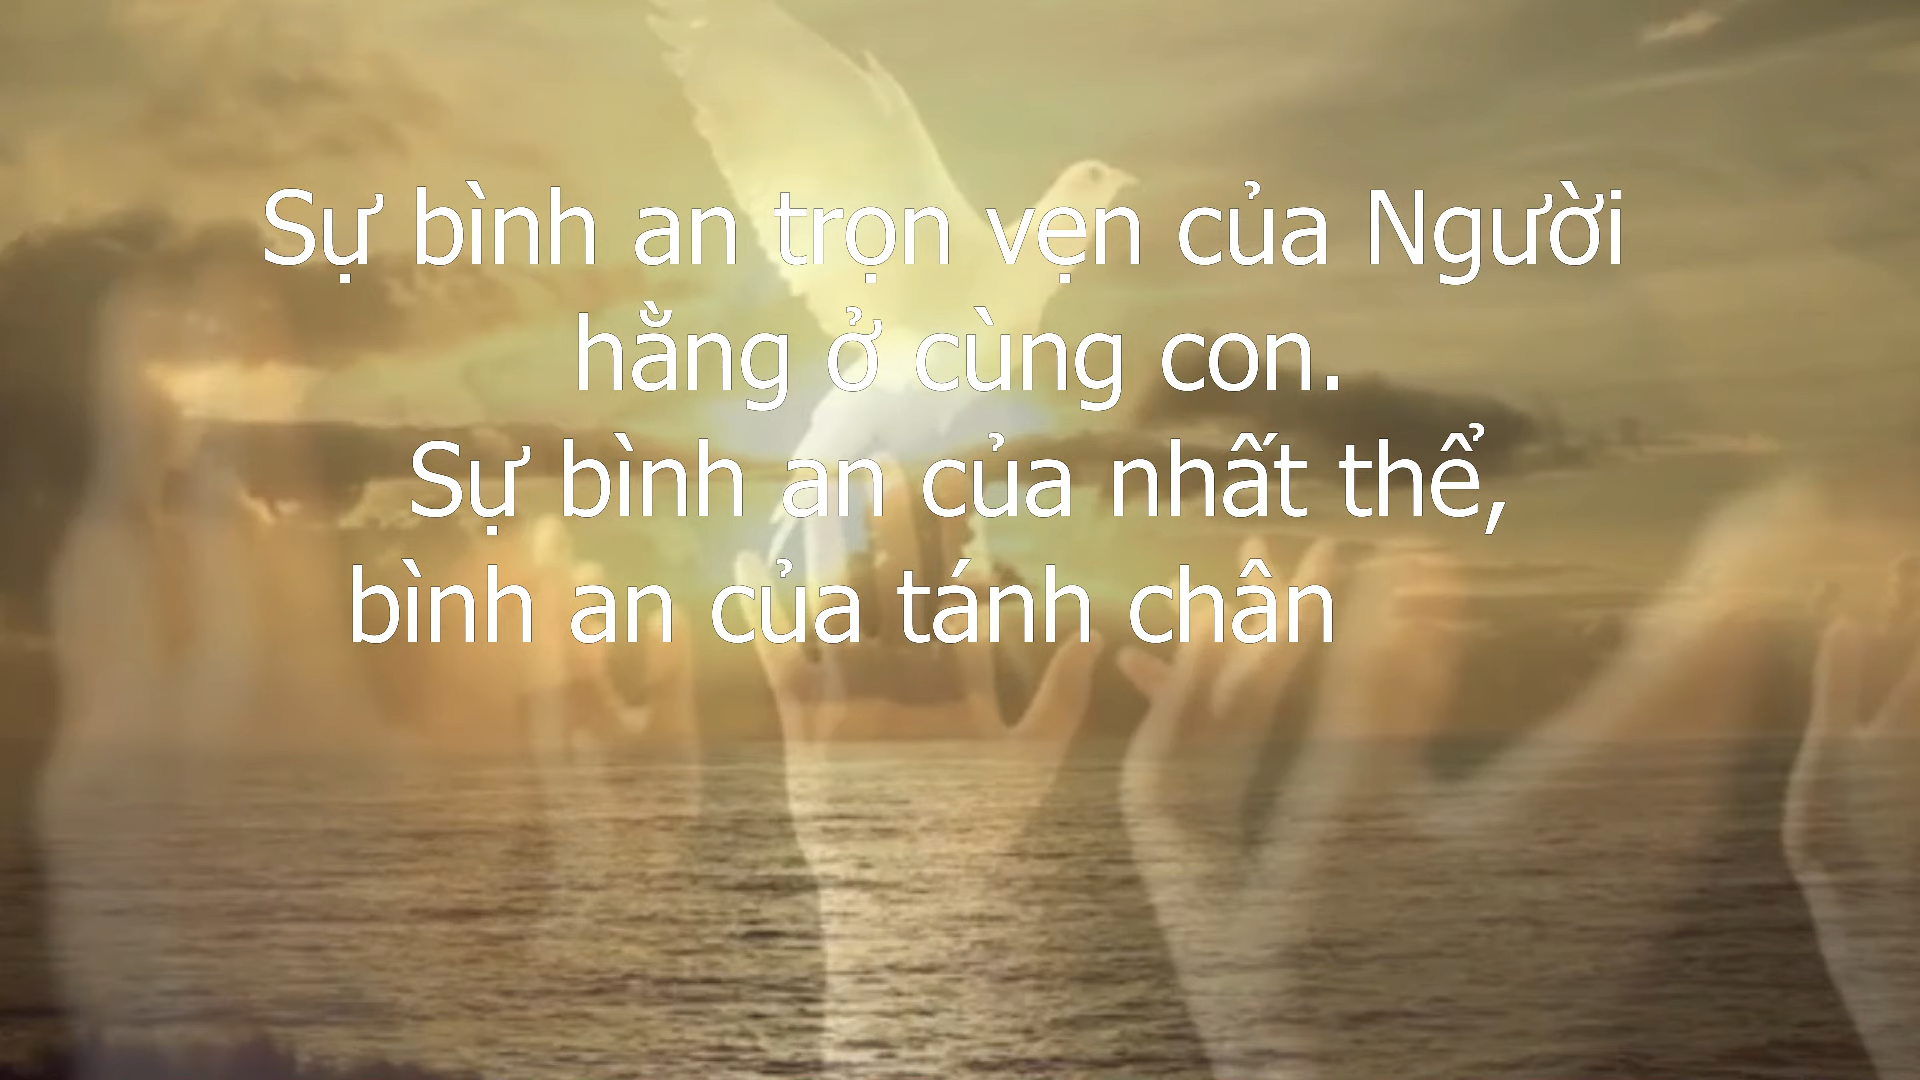 Sự bình an trọn vẹn của Người
hằng ở cùng con.
Sự bình an của nhất thể,
bình an của tánh chân